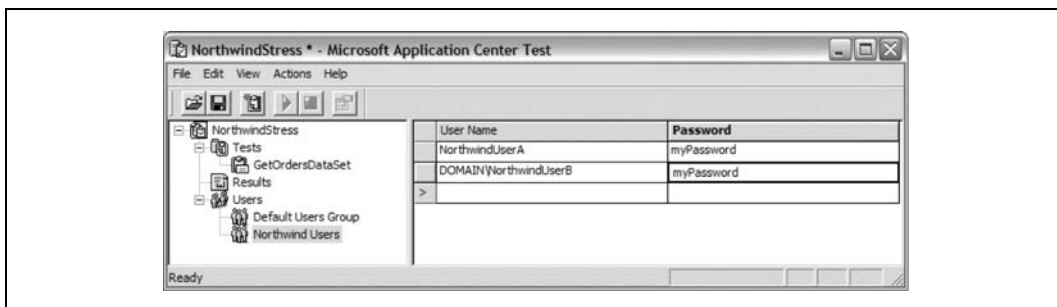 NorthwindStress * - Microsoft Application Center Test
File Edit View Actions Help
NorthwindStress
Tests
GetOrdersDataSet
Results
Users
Default Users Group
Northwind Users
User Name Password
NorthwindUserA myPassword
DOMAIN\NorthwindUserB myPassword
>
Ready